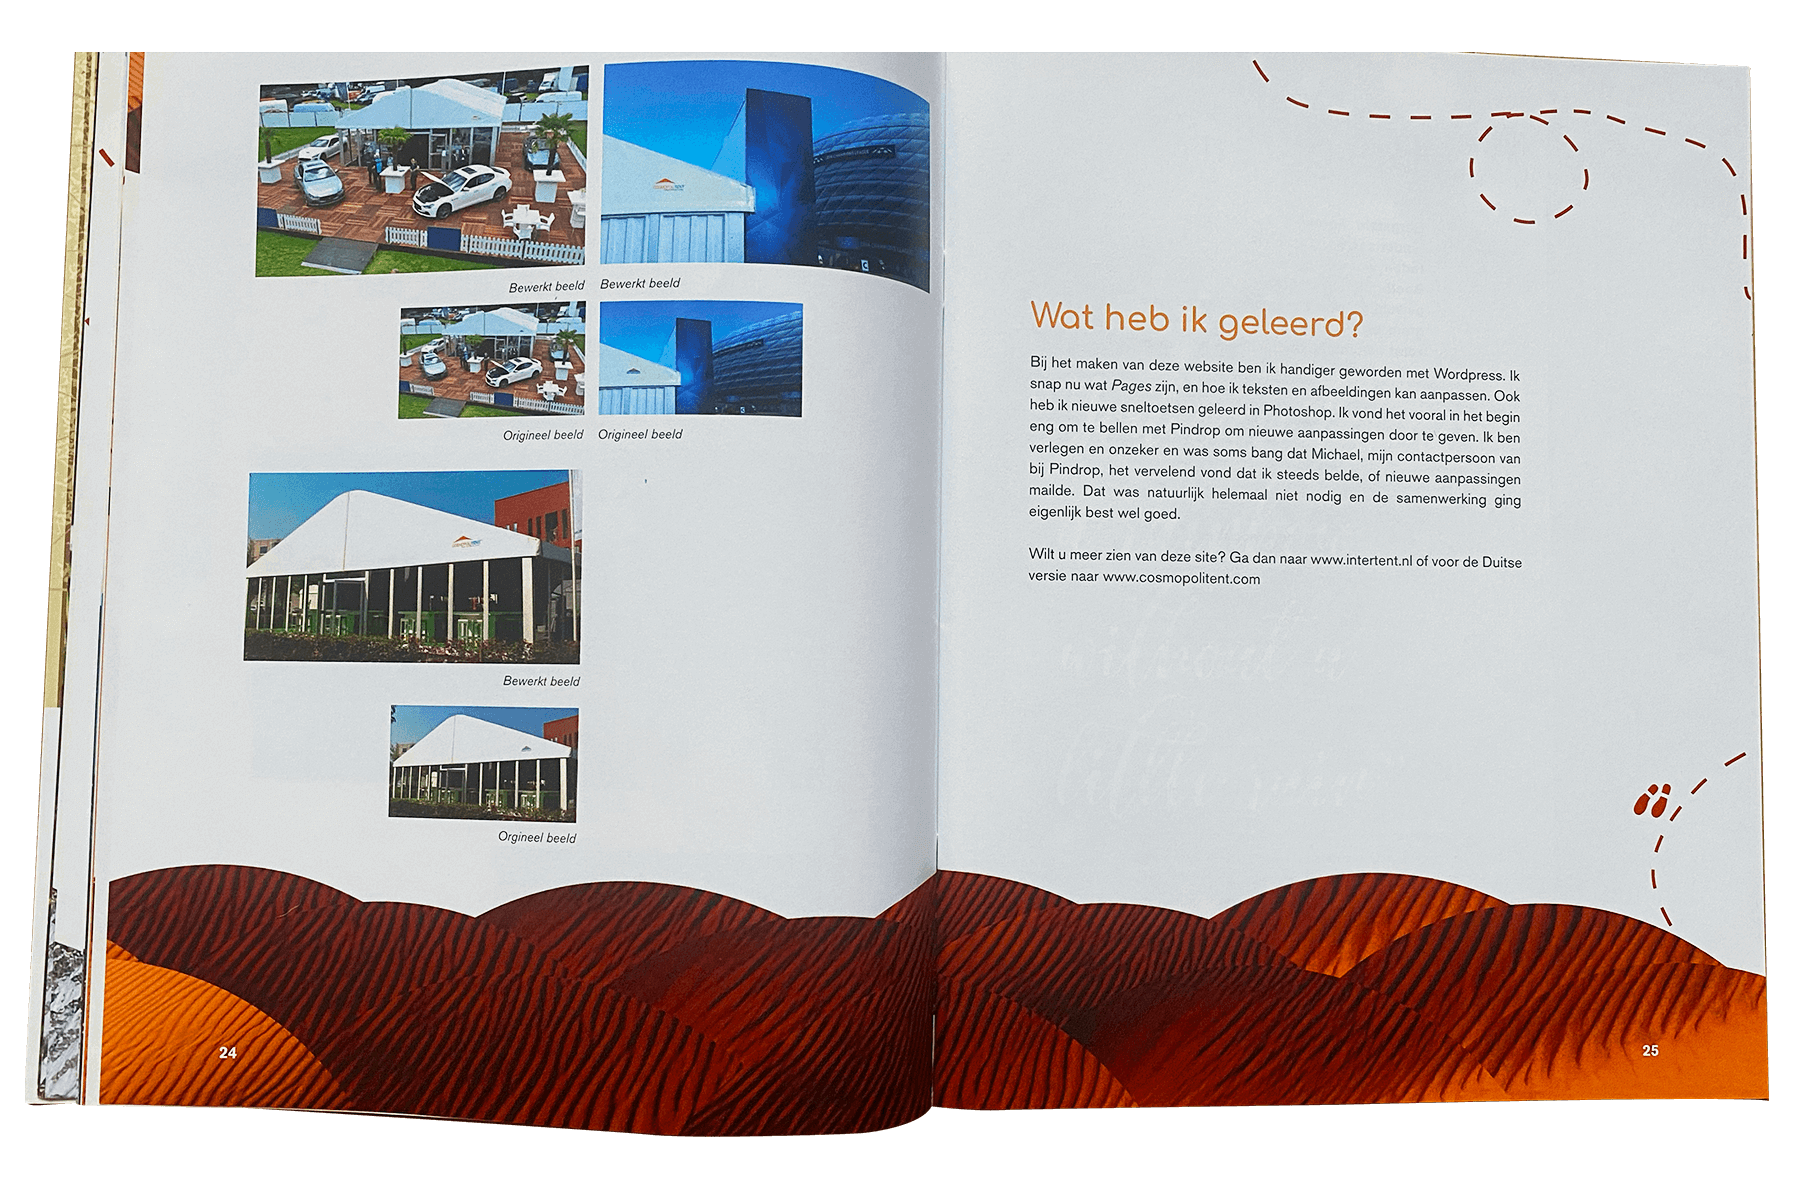 Bewerkt beeld
Bewerkt beeld
Origineel beeld
Origineel beeld
Bewerkt beeld
Orgineel beeld
24
Wat heb ik geleerd?
Bij het maken van deze website ben ik handiger geworden met Wordpress. Ik
snap nu wat Pages zijn, en hoe ik teksten en afbeeldingen kan aanpassen. Ook
heb ik nieuwe sneltoetsen geleerd in Photoshop. Ik vond het vooral in het begin
eng om te bellen met Pindrop om nieuwe aanpassingen door te geven. Ik ben
verlegen en onzeker en was soms bang dat Michael, mijn contactpersoon van
bij Pindrop, het vervelend vond dat ik steeds belde, of nieuwe aanpassingen
mailde. Dat was natuurlijk helemaal niet nodig en de samenwerking ging
eigenlijk best wel goed.
Wilt u meer zien van deze site? Ga dan naar www.intertent.nl of voor de Duitse
versie naar www.cosmopolitent.com
25